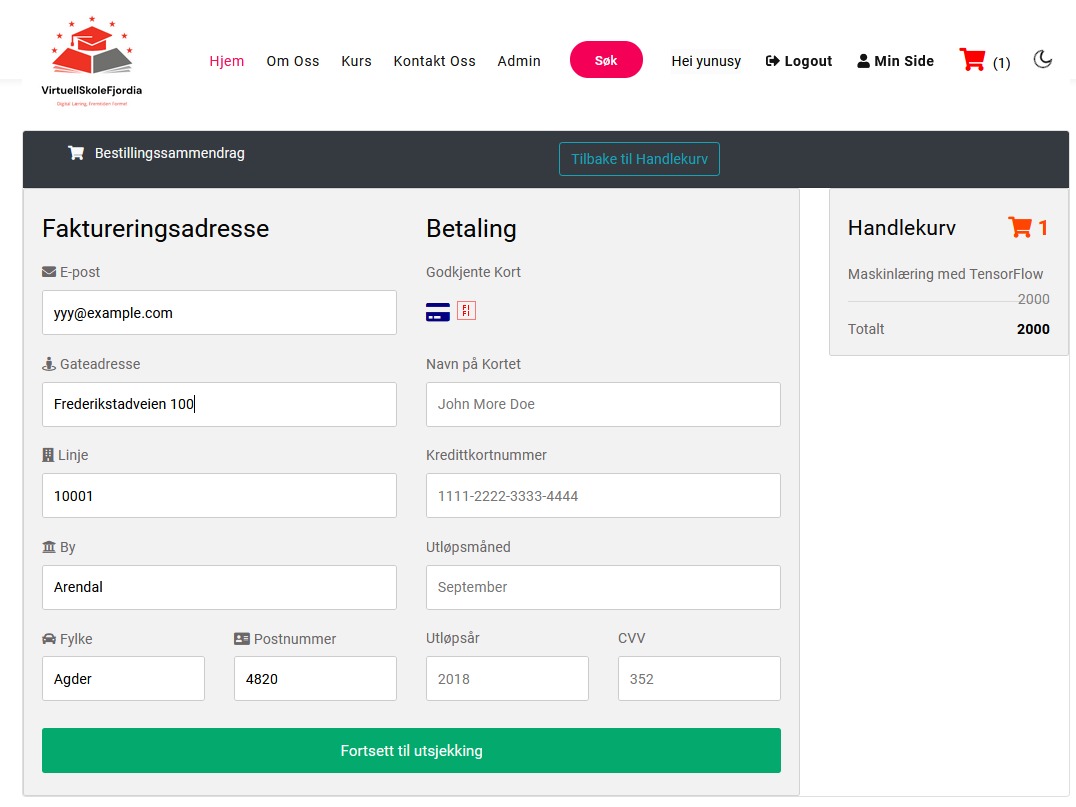 VirtuellSkoleFjordia
Digital Læring, Fremtiden Formet
Hjem Om Oss Kurs Kontakt Oss Admin Søk Hei yunusy Logout Min Side (1)
Bestillingssammendrag
Tilbake til Handlekurv
Faktureringsadresse
E-post
yyy@example.com
Gateadresse
Frederikstadveien 100
Linje
10001
By
Arendal
Fylke Postnummer
Agder 4820
Betaling
Godkjente Kort
Navn på Kortet
John More Doe
Kredittkortnummer
1111-2222-3333-4444
Utløpsmåned
September
Utløpsår CVV
2018 352
Fortsett til utsjekking
Handlekurv 1
Maskinlæring med TensorFlow
2000
Totalt 2000